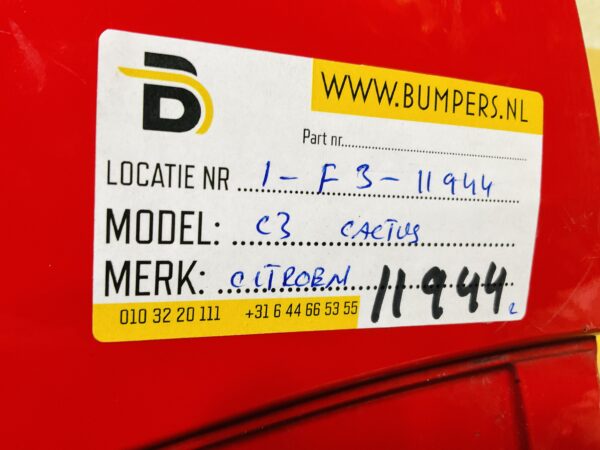 B
WWW.BUMPERS.NL
Part nr
LOCATIE NR 1-F3-11944
MODEL: C3 CACTUS
MERK: CITROEN
010 32 20 111 +31 6 44 66 53 55 11944